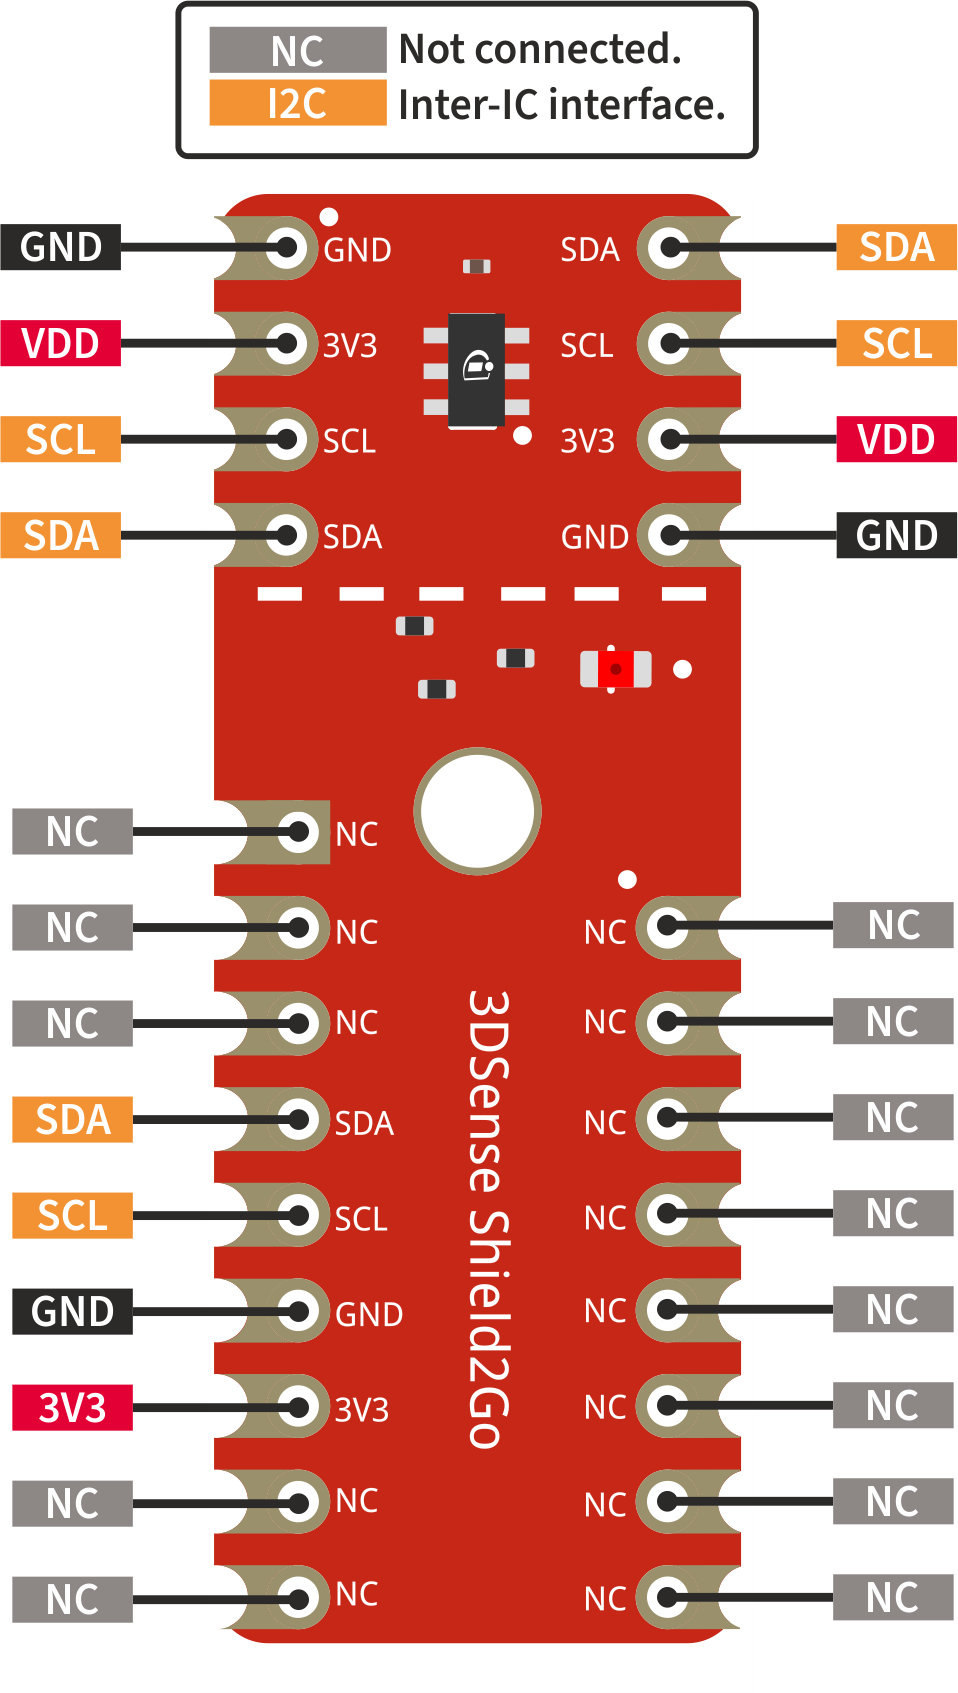 NC Not connected.
I2C Inter-IC interface.
GND GND SDA SDA
VDD 3V3 SCL SCL
SCL SCL 3V3 VDD
SDA SDA GND GND
NC NC
NC NC NC NC
NC NC NC NC
SDA SDA NC NC
SCL SCL NC NC
GND GND NC NC
3V3 3V3 NC NC
NC NC NC NC
NC NC NC NC
3DSense Shield2Go